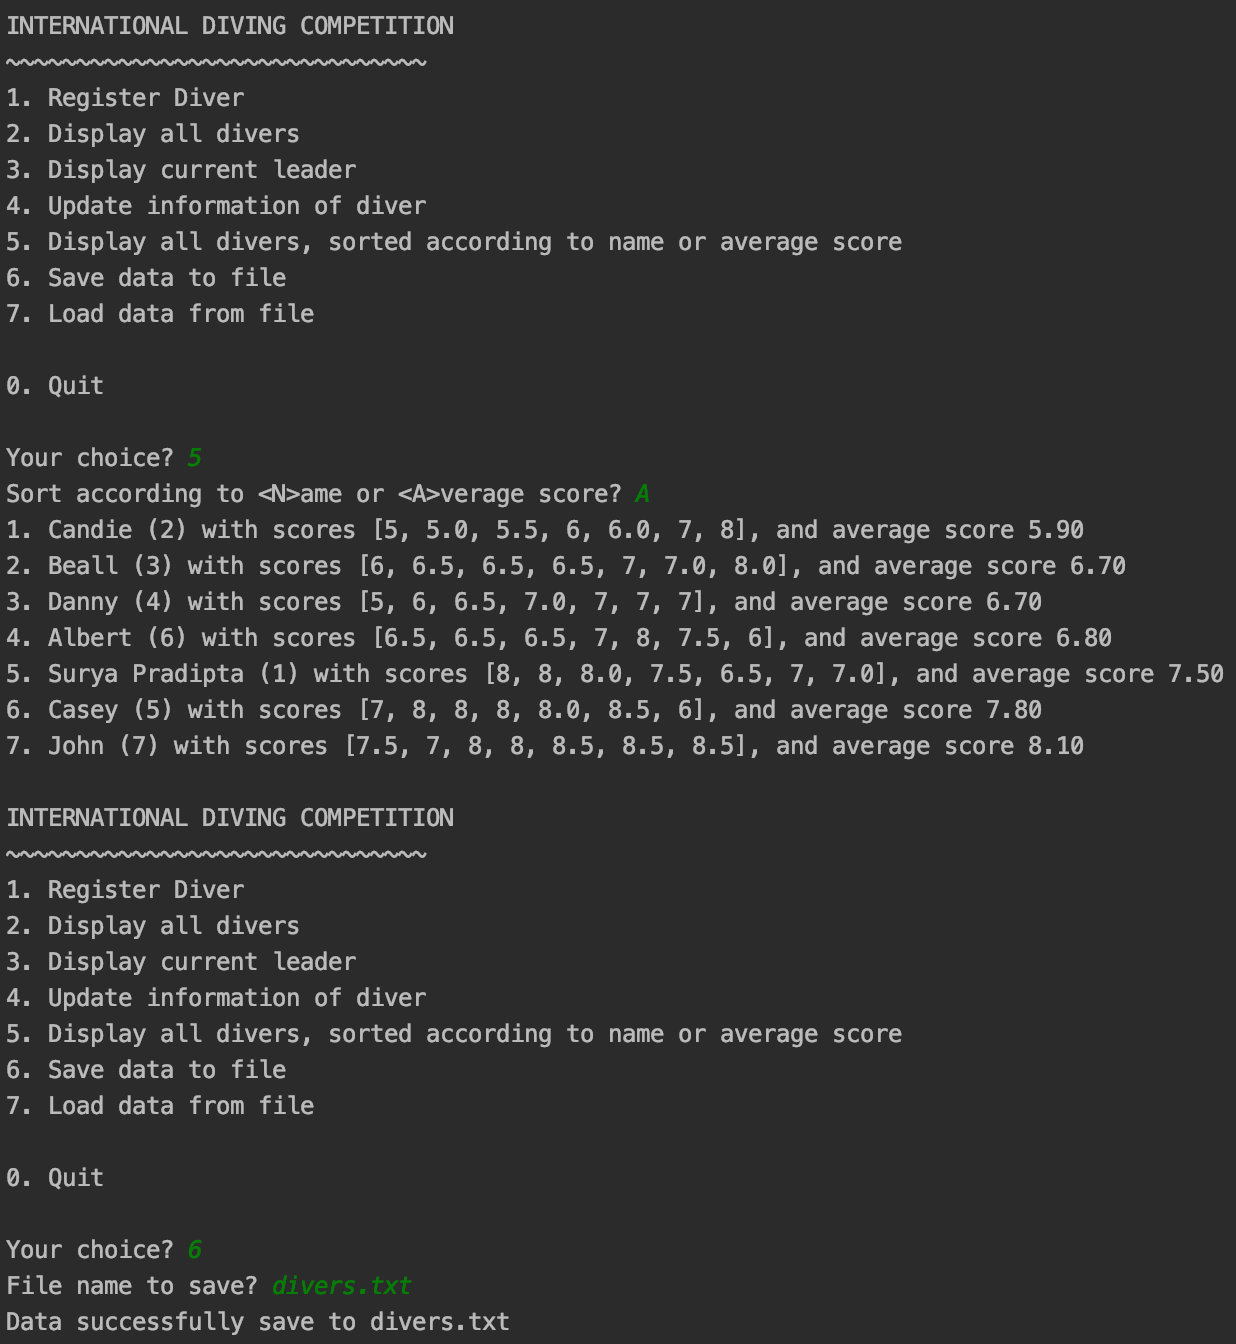 INTERNATIONAL DIVING COMPETITION
~~~~~~~~~~~~~~~~~~~~~~~~~~~~~~
1. Register Diver
2. Display all divers
3. Display current leader
4. Update information of diver
5. Display all divers, sorted according to name or average score
6. Save data to file
7. Load data from file
0. Quit
Your choice? 5
Sort according to <N>ame or <A>verage score? A
1. Candie (2) with scores [5, 5.0, 5.5, 6, 6.0, 7, 8], and average score 5.90
2. Beall (3) with scores [6, 6.5, 6.5, 6.5, 7, 7.0, 8.0], and average score 6.70
3. Danny (4) with scores [5, 6, 6.5, 7.0, 7, 7, 7], and average score 6.70
4. Albert (6) with scores [6.5, 6.5, 6.5, 7, 8, 7.5, 6], and average score 6.80
5. Surya Pradipta (1) with scores [8, 8, 8.0, 7.5, 6.5, 7, 7.0], and average score 7.50
6. Casey (5) with scores [7, 8, 8, 8, 8.0, 8.5, 6], and average score 7.80
7. John (7) with scores [7.5, 7, 8, 8, 8.5, 8.5, 8.5], and average score 8.10
INTERNATIONAL DIVING COMPETITION
~~~~~~~~~~~~~~~~~~~~~~~~~~~~~~
1. Register Diver
2. Display all divers
3. Display current leader
4. Update information of diver
5. Display all divers, sorted according to name or average score
6. Save data to file
7. Load data from file
0. Quit
Your choice? 6
File name to save? divers.txt
Data successfully save to divers.txt